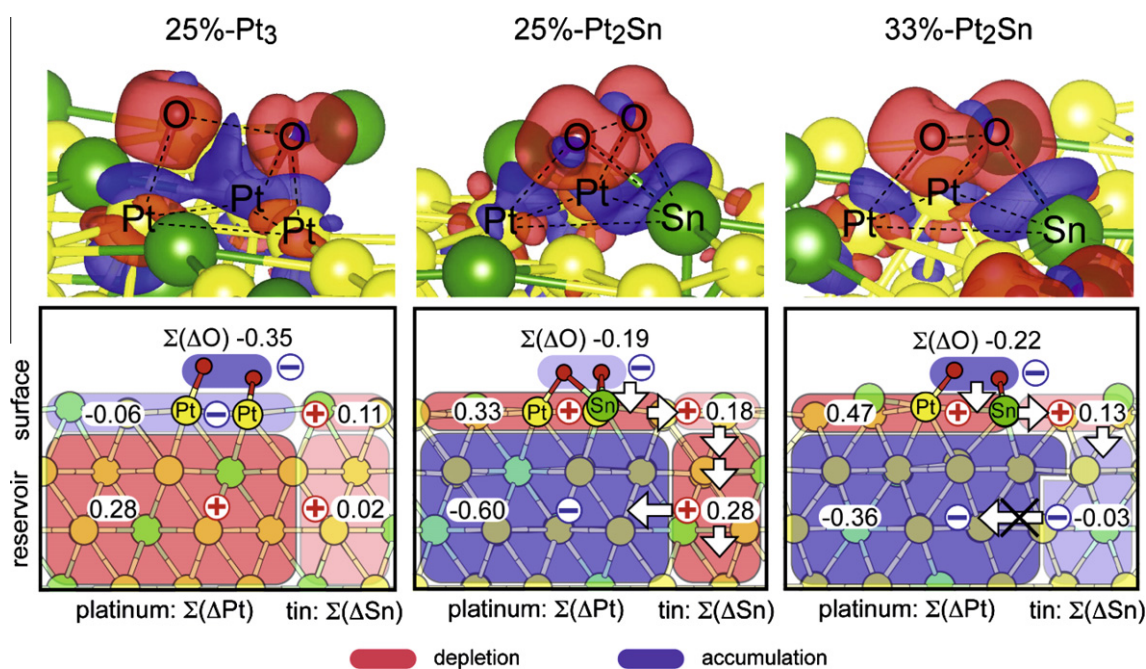 25%-Pt3 25%-Pt2Sn 33%-Pt2Sn
O O O O O O
Pt Pt Pt Pt Pt Sn Pt Pt Sn
Σ(ΔO) -0.35 − Σ(ΔO) -0.19 − Σ(ΔO) -0.22 −
surface
-0.06 Pt − Pt + 0.11 0.33 Pt + Sn + 0.18 0.47 Pt + Sn + 0.13
reservoir
0.28 + + 0.02 -0.60 − + 0.28 -0.36 − − -0.03
platinum: Σ(ΔPt) tin: Σ(ΔSn) platinum: Σ(ΔPt) tin: Σ(ΔSn) platinum: Σ(ΔPt) tin: Σ(ΔSn)
depletion accumulation